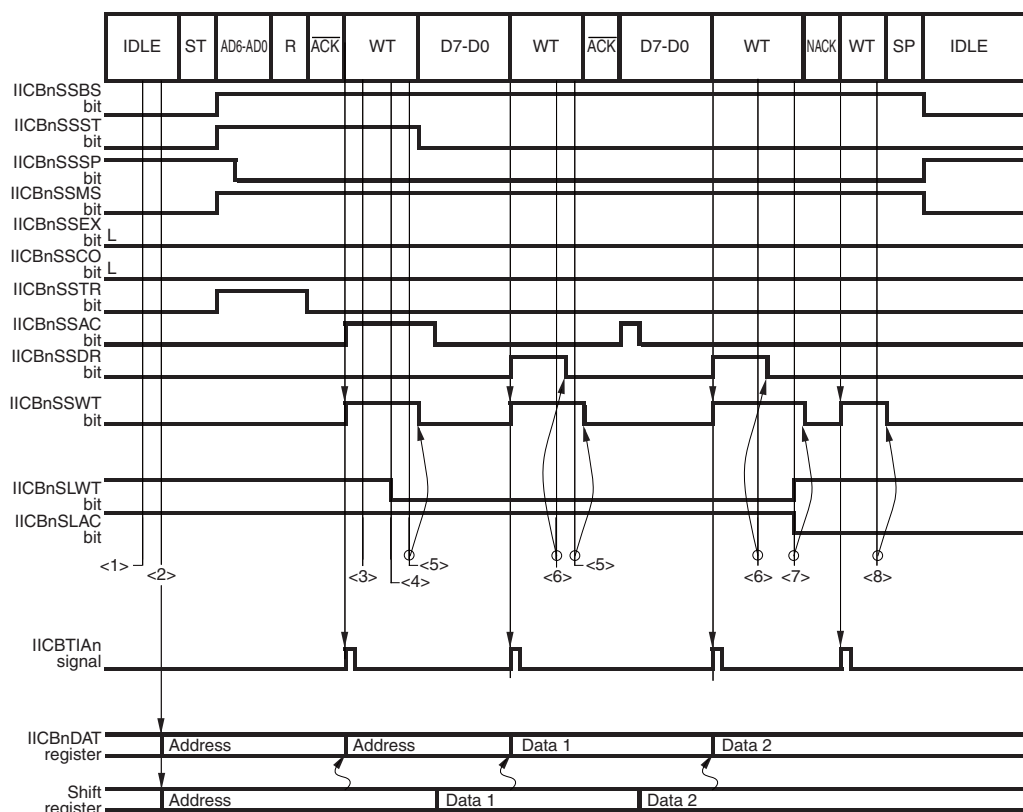 IDLE ST AD6-AD0 R ACK WT D7-D0 WT ACK D7-D0 WT NACK WT SP IDLE
IICBnSSBS
bit
IICBnSSST
bit
IICBnSSSP
bit
IICBnSSMS
bit
IICBnSSEX
bit L
IICBnSSCO
bit L
IICBnSSTR
bit
IICBnSSAC
bit
IICBnSSDR
bit
IICBnSSWT
bit
IICBnSLWT
bit
IICBnSLAC
bit
<1> <2> <3> <4> <5> <6> <5> <6> <7> <8>
IICBTIAn
signal
IICBnDAT
register Address Address Data 1 Data 2
Shift
register Address Data 1 Data 2